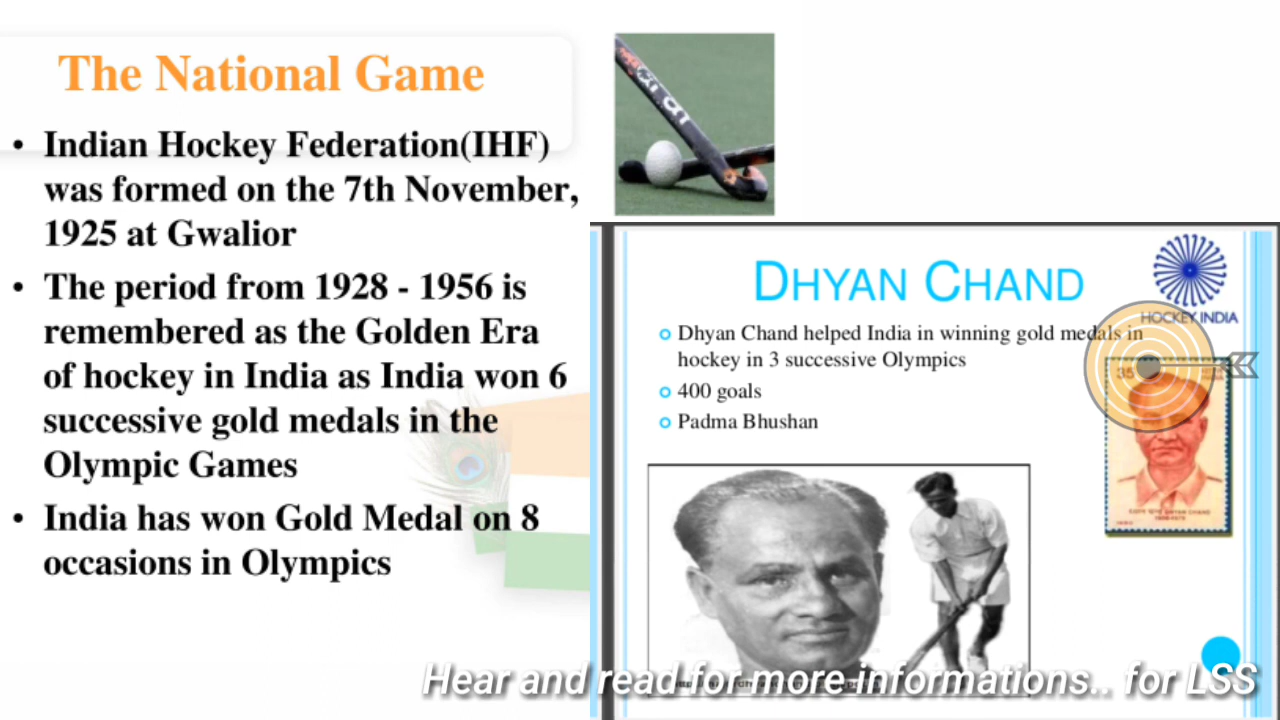 The National Game
• Indian Hockey Federation(IHF)
was formed on the 7th November,
1925 at Gwalior
• The period from 1928 - 1956 is
remembered as the Golden Era
of hockey in India as India won 6
successive gold medals in the
Olympic Games
• India has won Gold Medal on 8
occasions in Olympics
DHYAN CHAND
HOCKEY INDIA
Dhyan Chand helped India in winning gold medals in
hockey in 3 successive Olympics
400 goals
Padma Bhushan
35
DHYAN CHAND
Hear and read for more informations.. for LSS